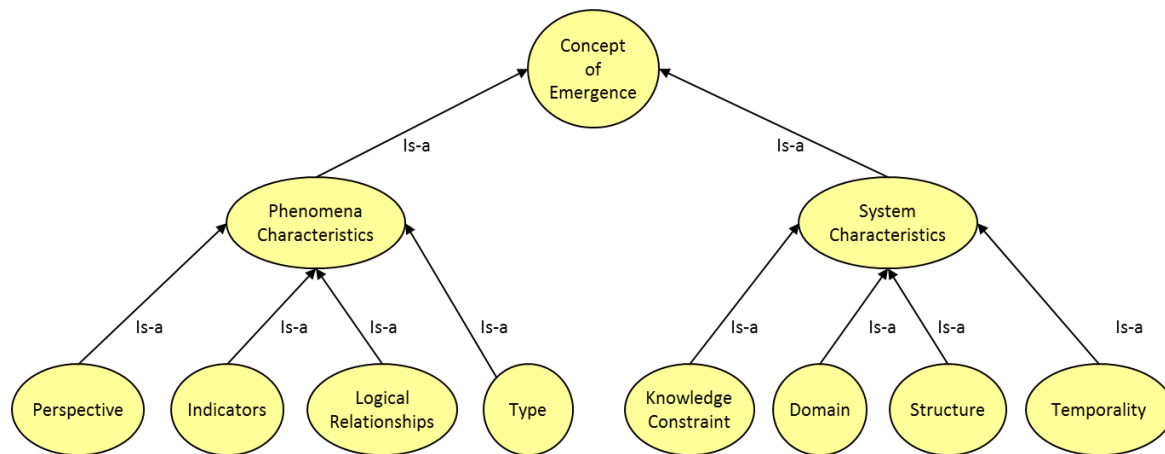 Concept
of
Emergence
Is-a
Is-a
Phenomena
Characteristics
System
Characteristics
Is-a
Is-a
Is-a
Is-a
Is-a
Is-a
Is-a
Is-a
Perspective
Indicators
Logical
Relationships
Type
Knowledge
Constraint
Domain
Structure
Temporality